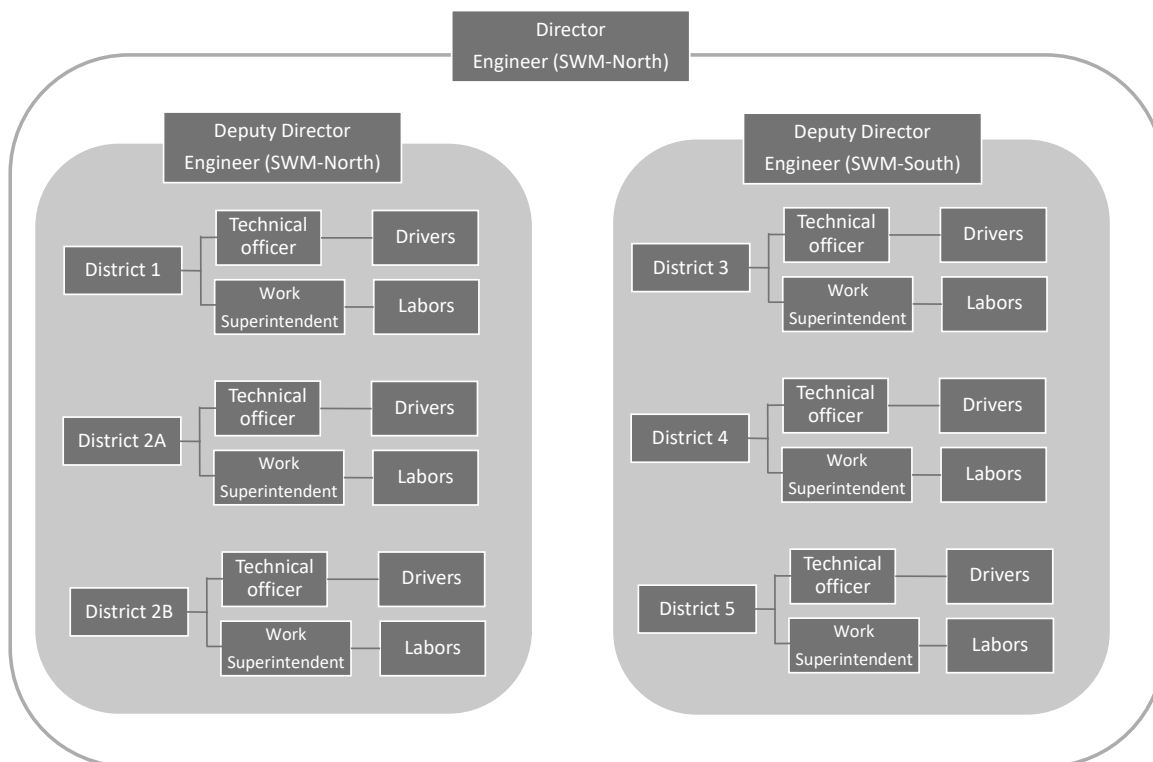 Director
Engineer (SWM-North)
Deputy Director
Engineer (SWM-North)
District 1
Technical
officer
Drivers
Work
Superintendent
Labors
District 2A
Technical
officer
Drivers
Work
Superintendent
Labors
District 2B
Technical
officer
Drivers
Work
Superintendent
Labors
Deputy Director
Engineer (SWM-South)
District 3
Technical
officer
Drivers
Work
Superintendent
Labors
District 4
Technical
officer
Drivers
Work
Superintendent
Labors
District 5
Technical
officer
Drivers
Work
Superintendent
Labors